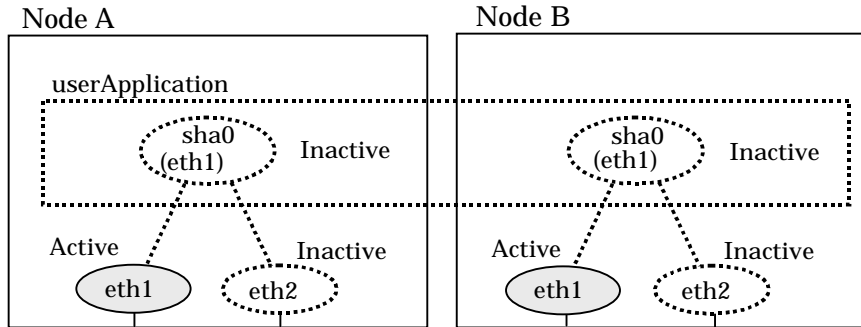 Node A
Node B
userApplication
sha0
(eth1)
Inactive
sha0
(eth1)
Inactive
Active
Inactive
Active
Inactive
eth1
eth2
eth1
eth2